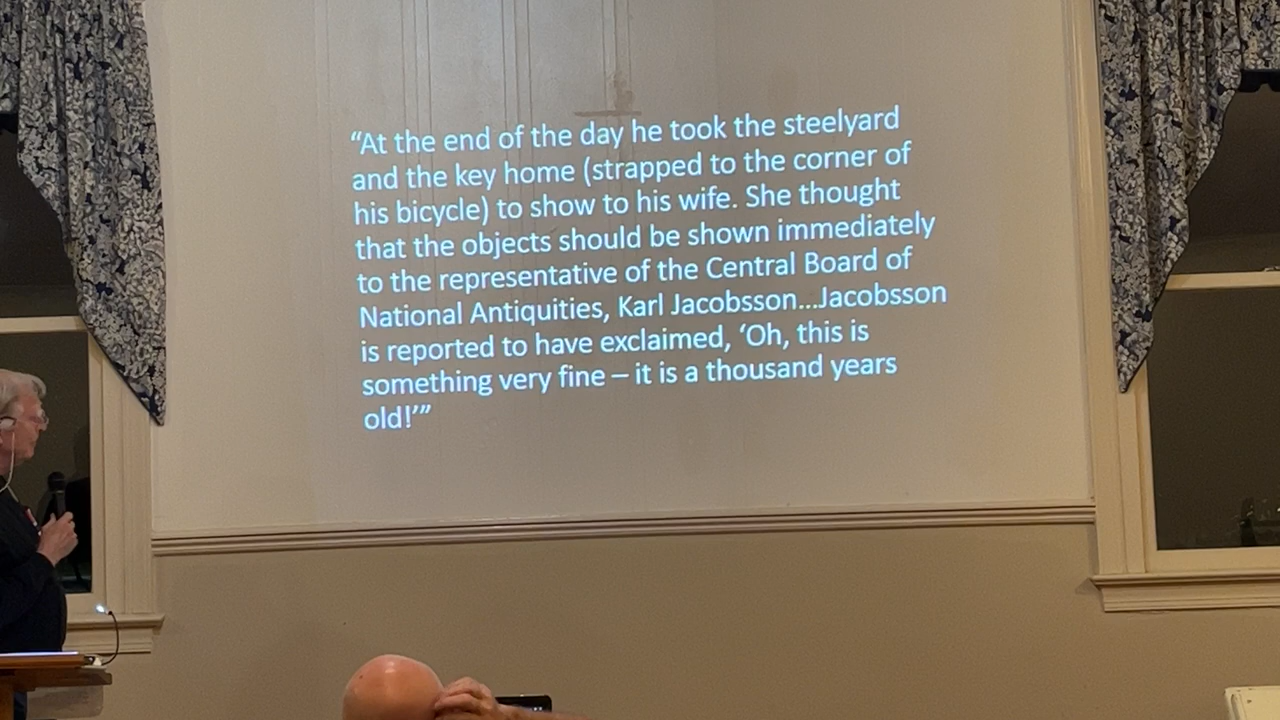 “At the end of the day he took the steelyard
and the key home (strapped to the corner of
his bicycle) to show to his wife. She thought
that the objects should be shown immediately
to the representative of the Central Board of
National Antiquities, Karl Jacobsson...Jacobsson
is reported to have exclaimed, ‘Oh, this is
something very fine – it is a thousand years
old!’”